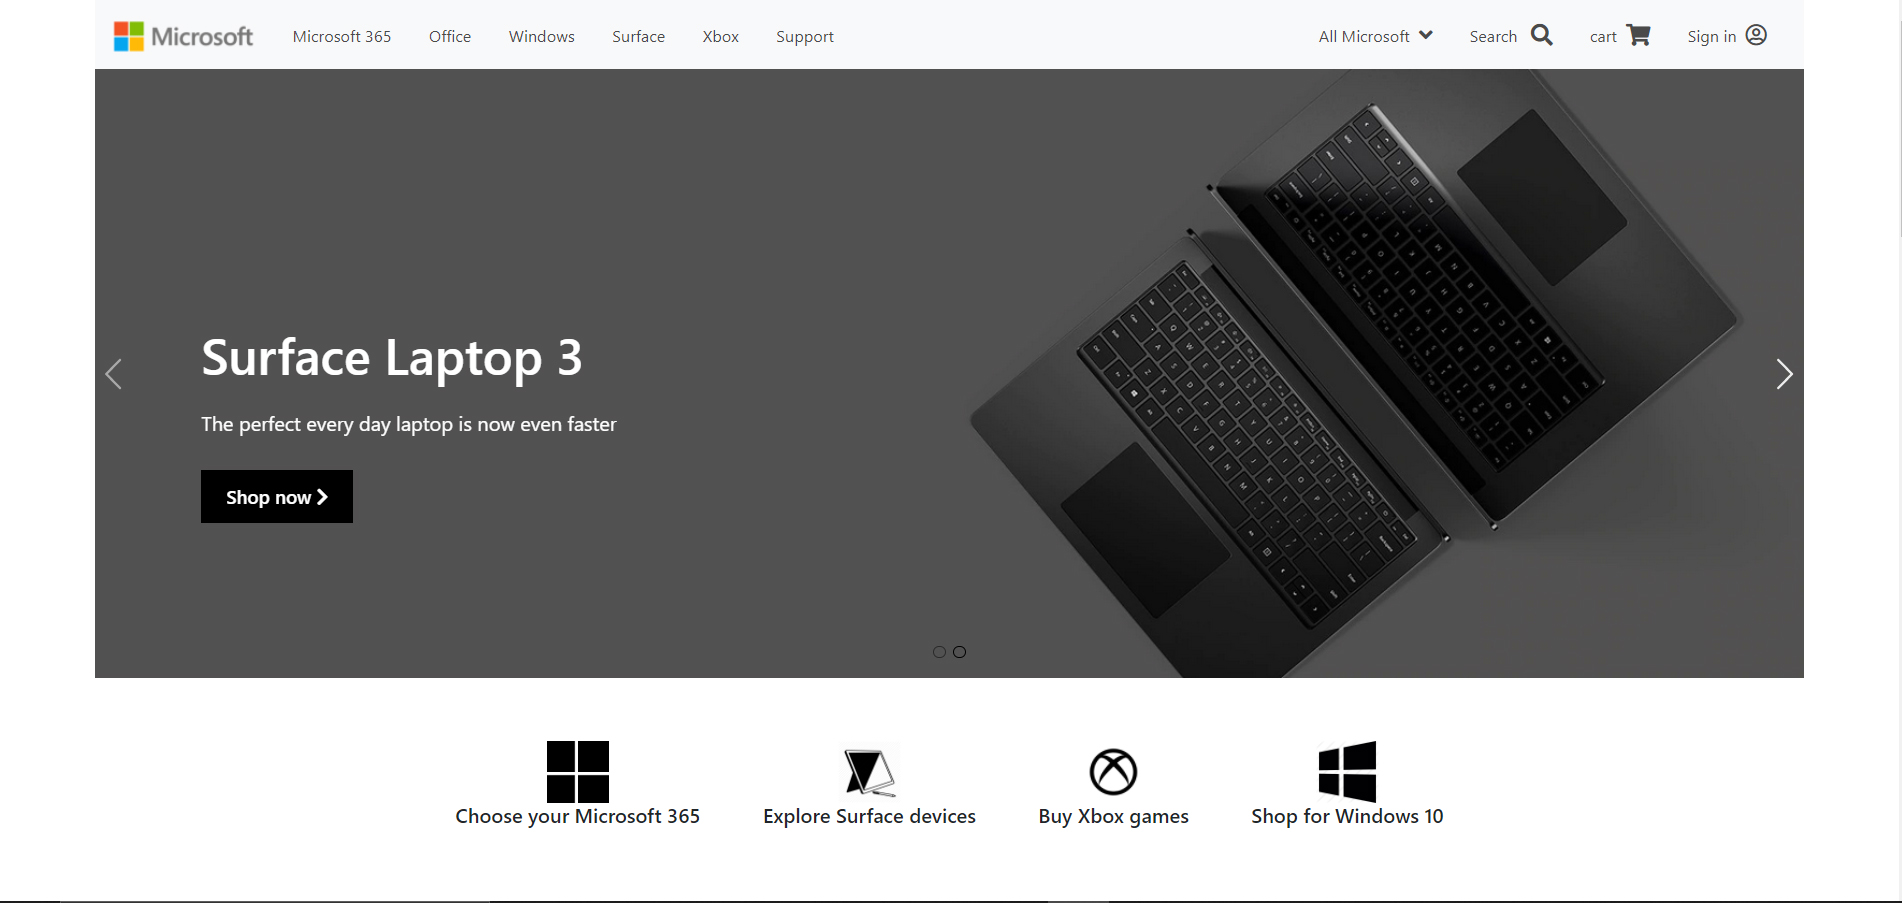 Microsoft
Microsoft 365 Office Windows Surface Xbox Support
All Microsoft Search cart Sign in
Surface Laptop 3
The perfect every day laptop is now even faster
Shop now
Choose your Microsoft 365
Explore Surface devices
Buy Xbox games
Shop for Windows 10